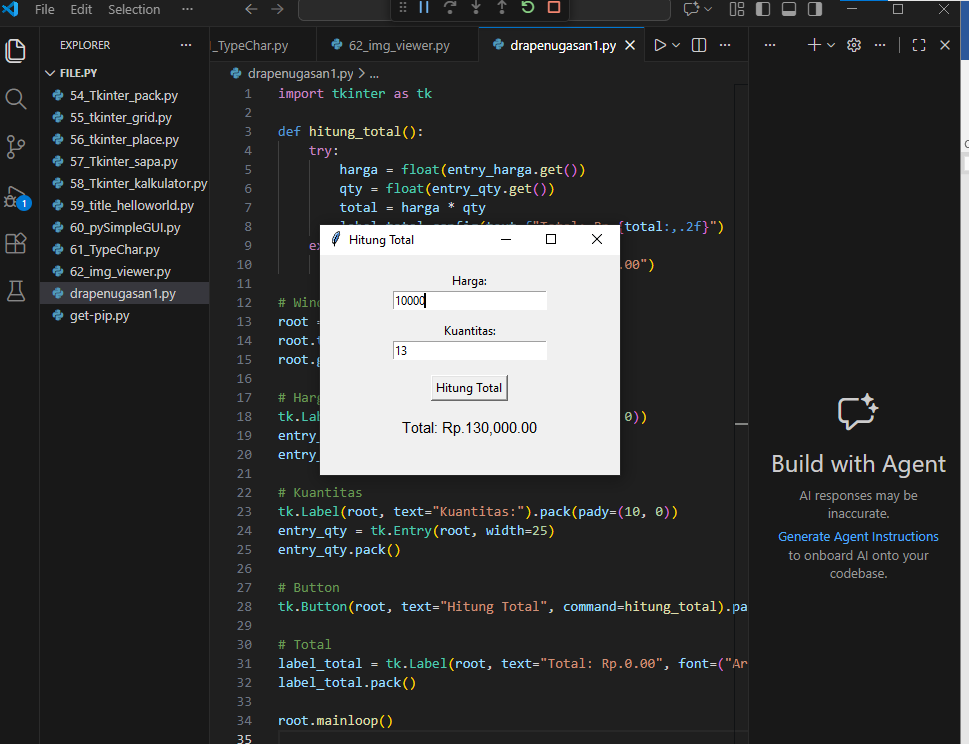 File Edit Selection ···
EXPLORER ···
FILE.PY
54_Tkinter_pack.py
55_tkinter_grid.py
56_tkinter_place.py
57_Tkinter_sapa.py
58_Tkinter_kalkulator.py
59_title_helloworld.py
60_pySimpleGUI.py
61_TypeChar.py
62_img_viewer.py
drapenugasan1.py
get-pip.py
1
_TypeChar.py 62_img_viewer.py drapenugasan1.py
drapenugasan1.py > ...
1 import tkinter as tk
2
3 def hitung_total():
4 try:
5 harga = float(entry_harga.get())
6 qty = float(entry_qty.get())
7 total = harga * qty
8 {total:,.2f}")
9
10 .00")
11
12 # Wind
13 root =
14 root.
15 root.g
16
17 # Harg
18 tk.Lab 0))
19 entry_
20 entry_
21
22 # Kuantitas
23 tk.Label(root, text="Kuantitas:").pack(pady=(10, 0))
24 entry_qty = tk.Entry(root, width=25)
25 entry_qty.pack()
26
27 # Button
28 tk.Button(root, text="Hitung Total", command=hitung_total).pa
29
30 # Total
31 label_total = tk.Label(root, text="Total: Rp.0.00", font=("Ar
32 label_total.pack()
33
34 root.mainloop()
35
Hitung Total
Harga:
10000
Kuantitas:
13
Hitung Total
Total: Rp.130,000.00
Build with Agent
AI responses may be
inaccurate.
Generate Agent Instructions
to onboard AI onto your
codebase.